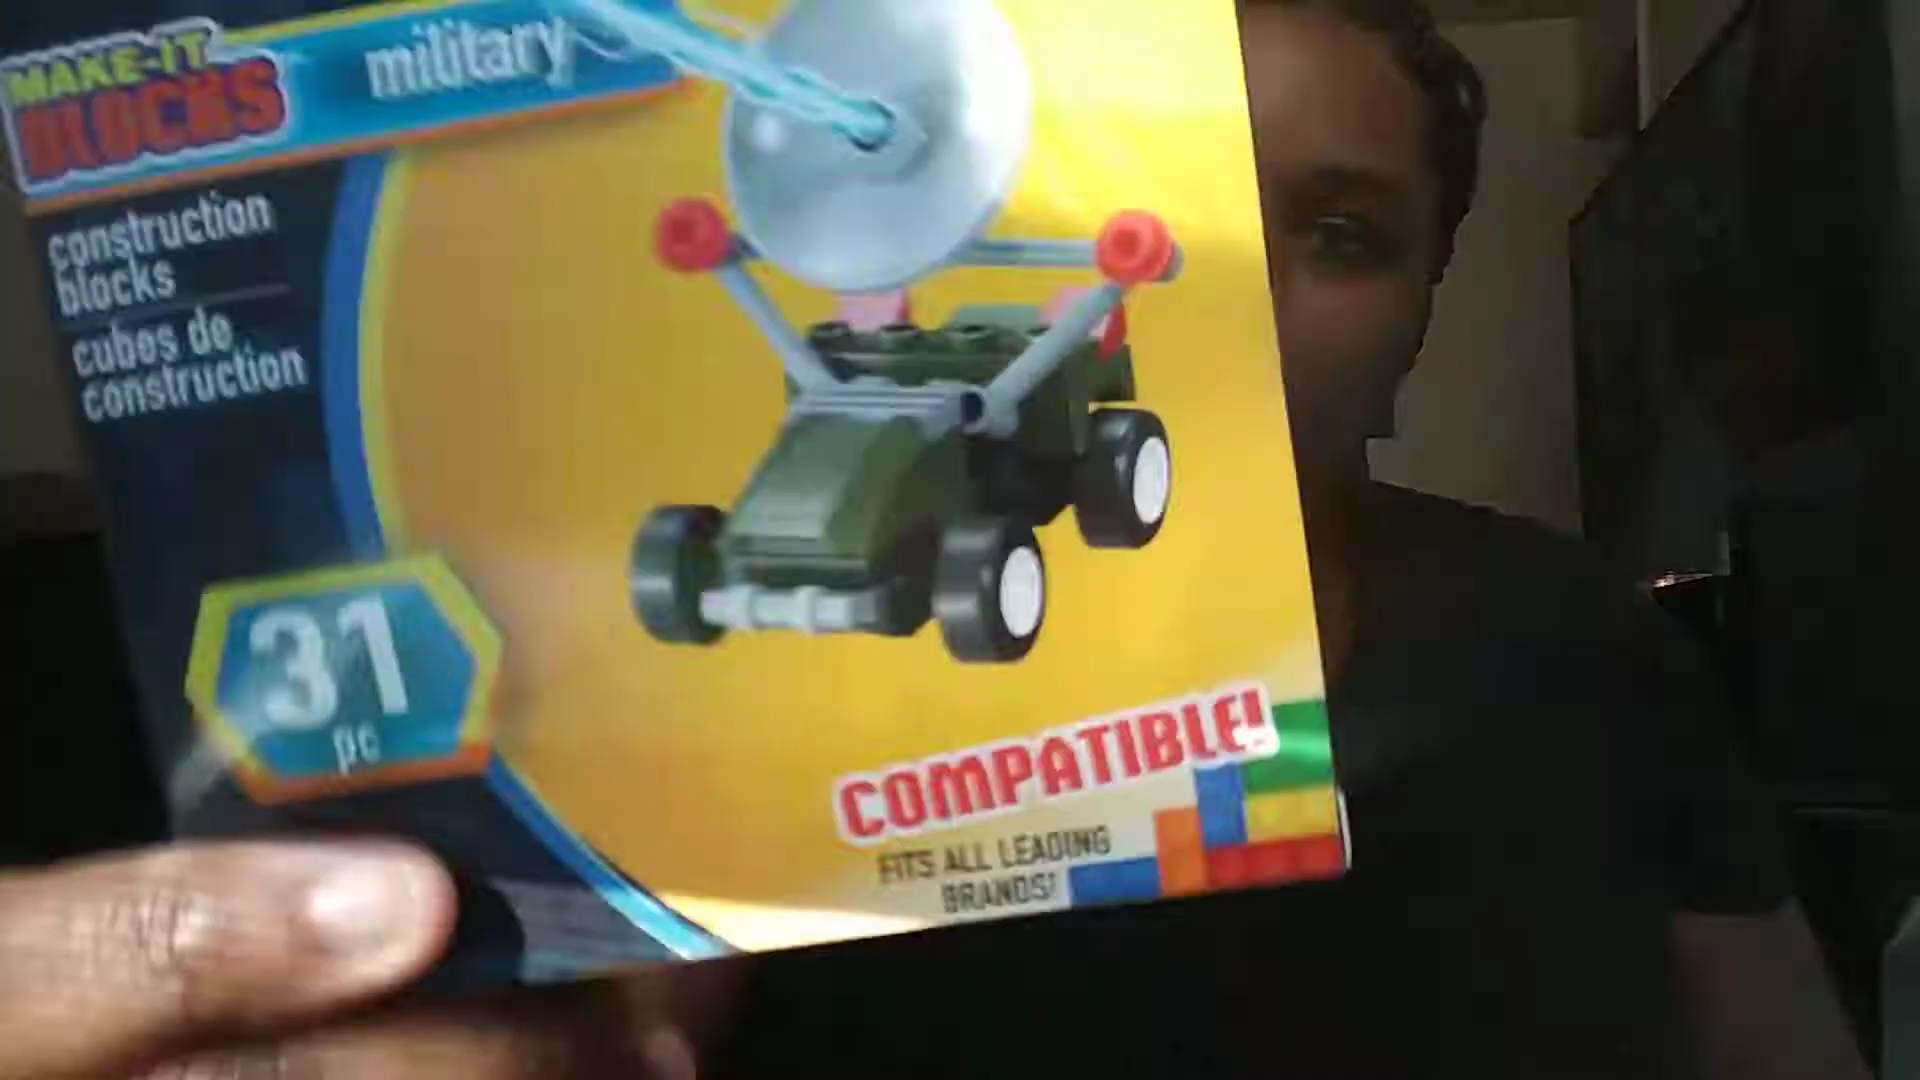 MAKE-IT
BLOCKS
military
construction
blocks
cubes de
construction
31
pc
COMPATIBLE!
FITS ALL LEADING
BRANDS!